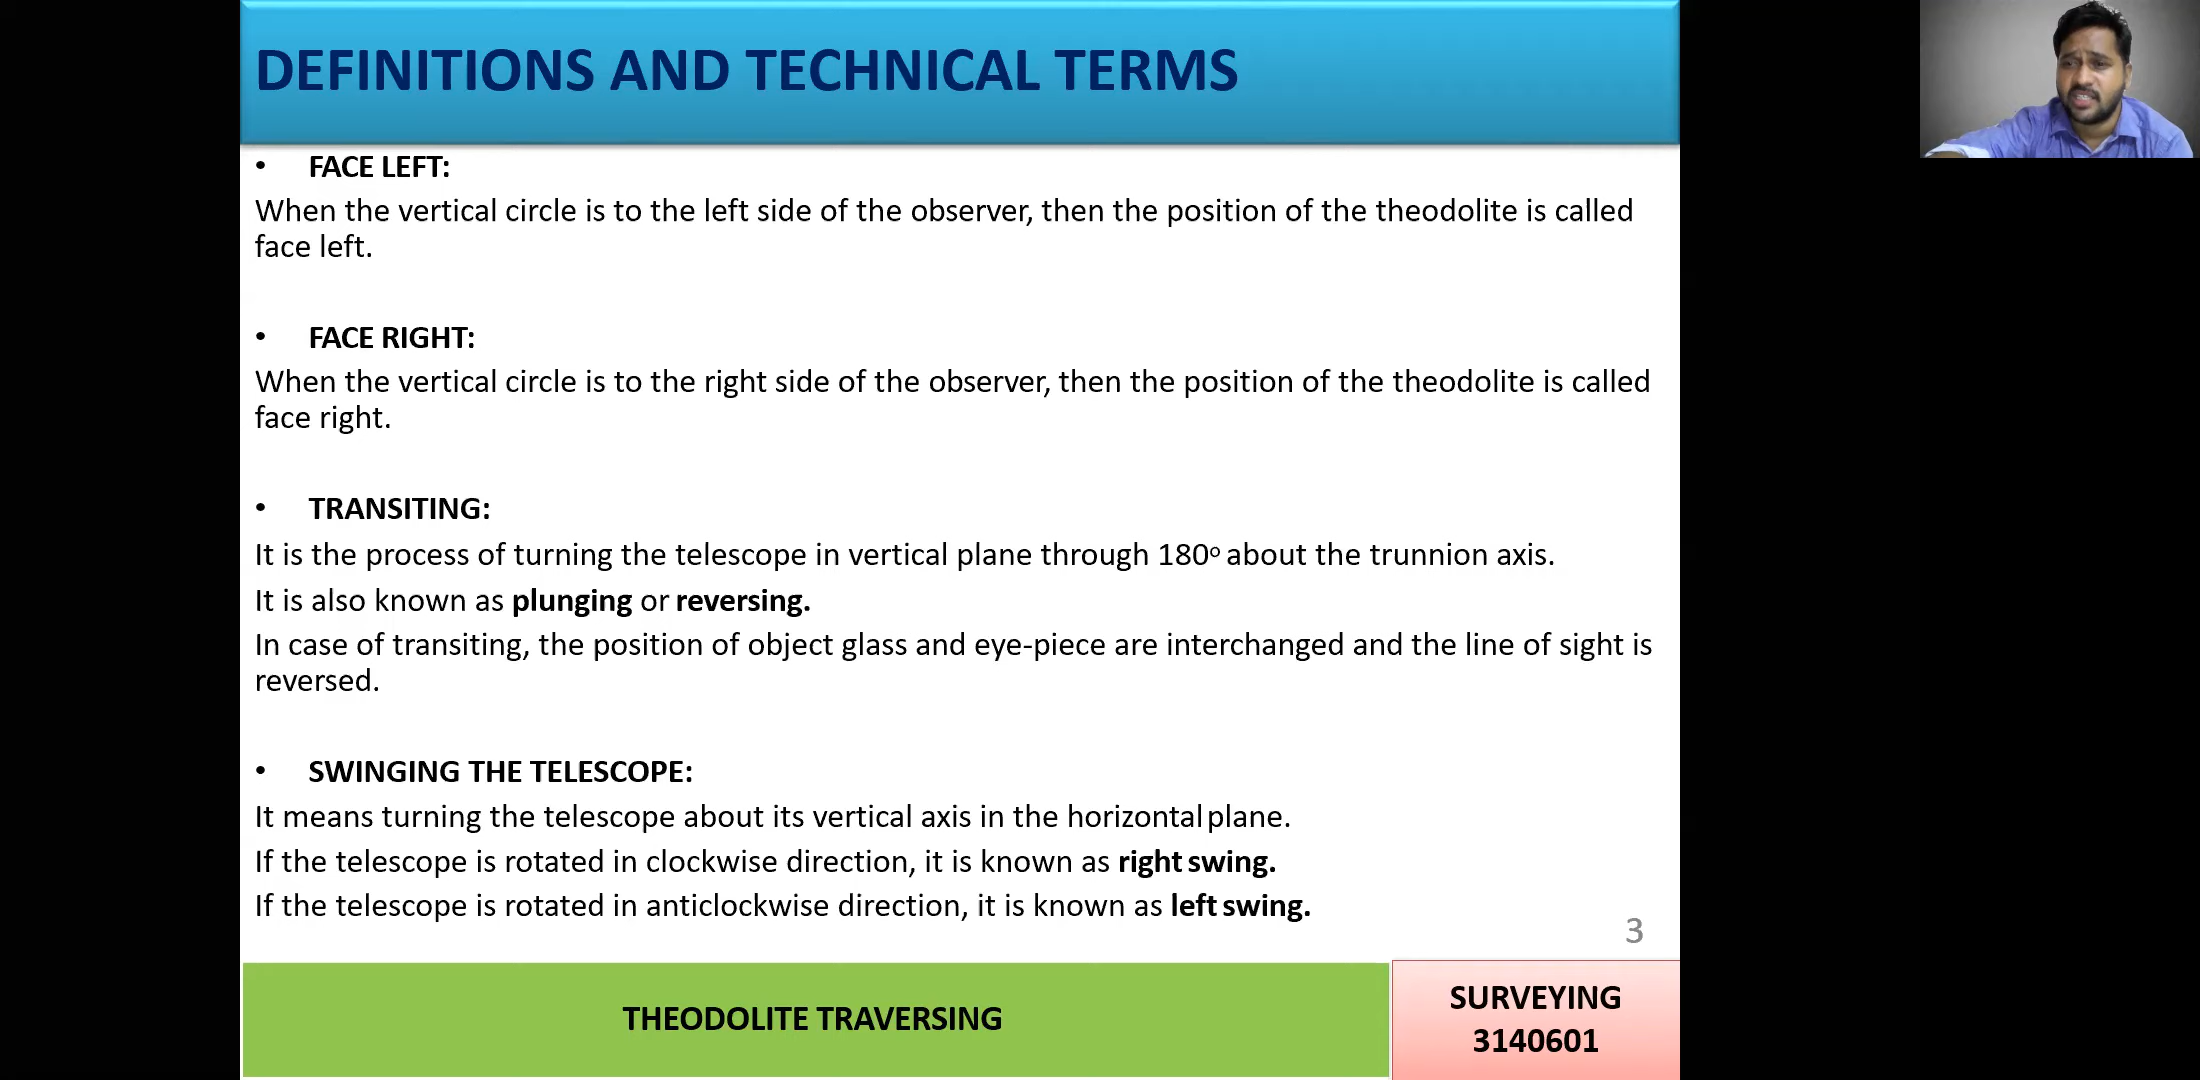 DEFINITIONS AND TECHNICAL TERMS
• FACE LEFT:
When the vertical circle is to the left side of the observer, then the position of the theodolite is called
face left.
• FACE RIGHT:
When the vertical circle is to the right side of the observer, then the position of the theodolite is called
face right.
• TRANSITING:
It is the process of turning the telescope in vertical plane through 180° about the trunnion axis.
It is also known as plunging or reversing.
In case of transiting, the position of object glass and eye-piece are interchanged and the line of sight is
reversed.
• SWINGING THE TELESCOPE:
It means turning the telescope about its vertical axis in the horizontal plane.
If the telescope is rotated in clockwise direction, it is known as right swing.
If the telescope is rotated in anticlockwise direction, it is known as left swing.
3
THEODOLITE TRAVERSING
SURVEYING
3140601